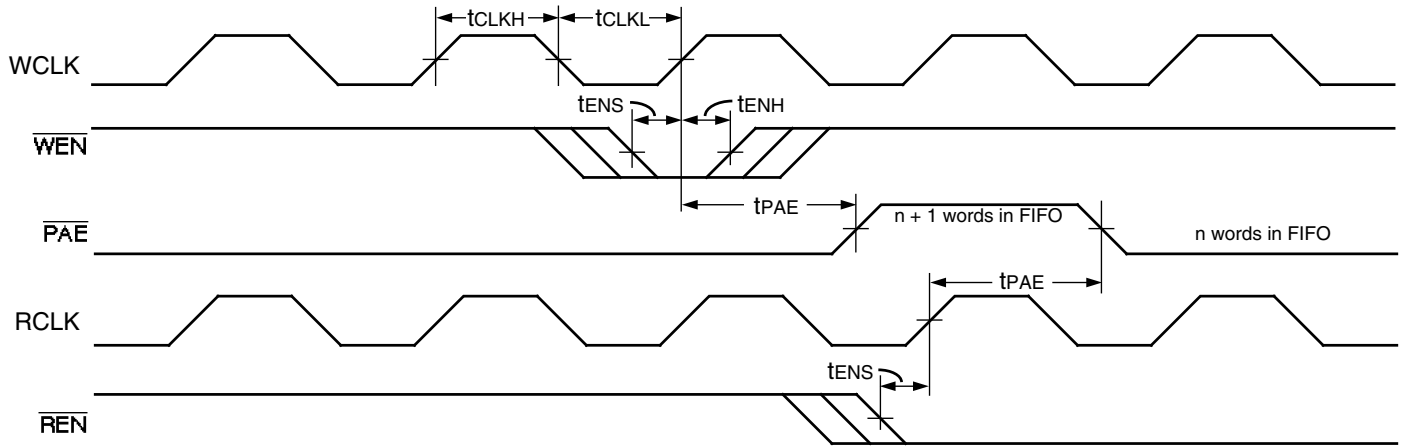 tCLKH tCLKL
WCLK
tENS tENH
WEN
tPAE
n + 1 words in FIFO
PAE
n words in FIFO
tPAE
RCLK
tENS
REN